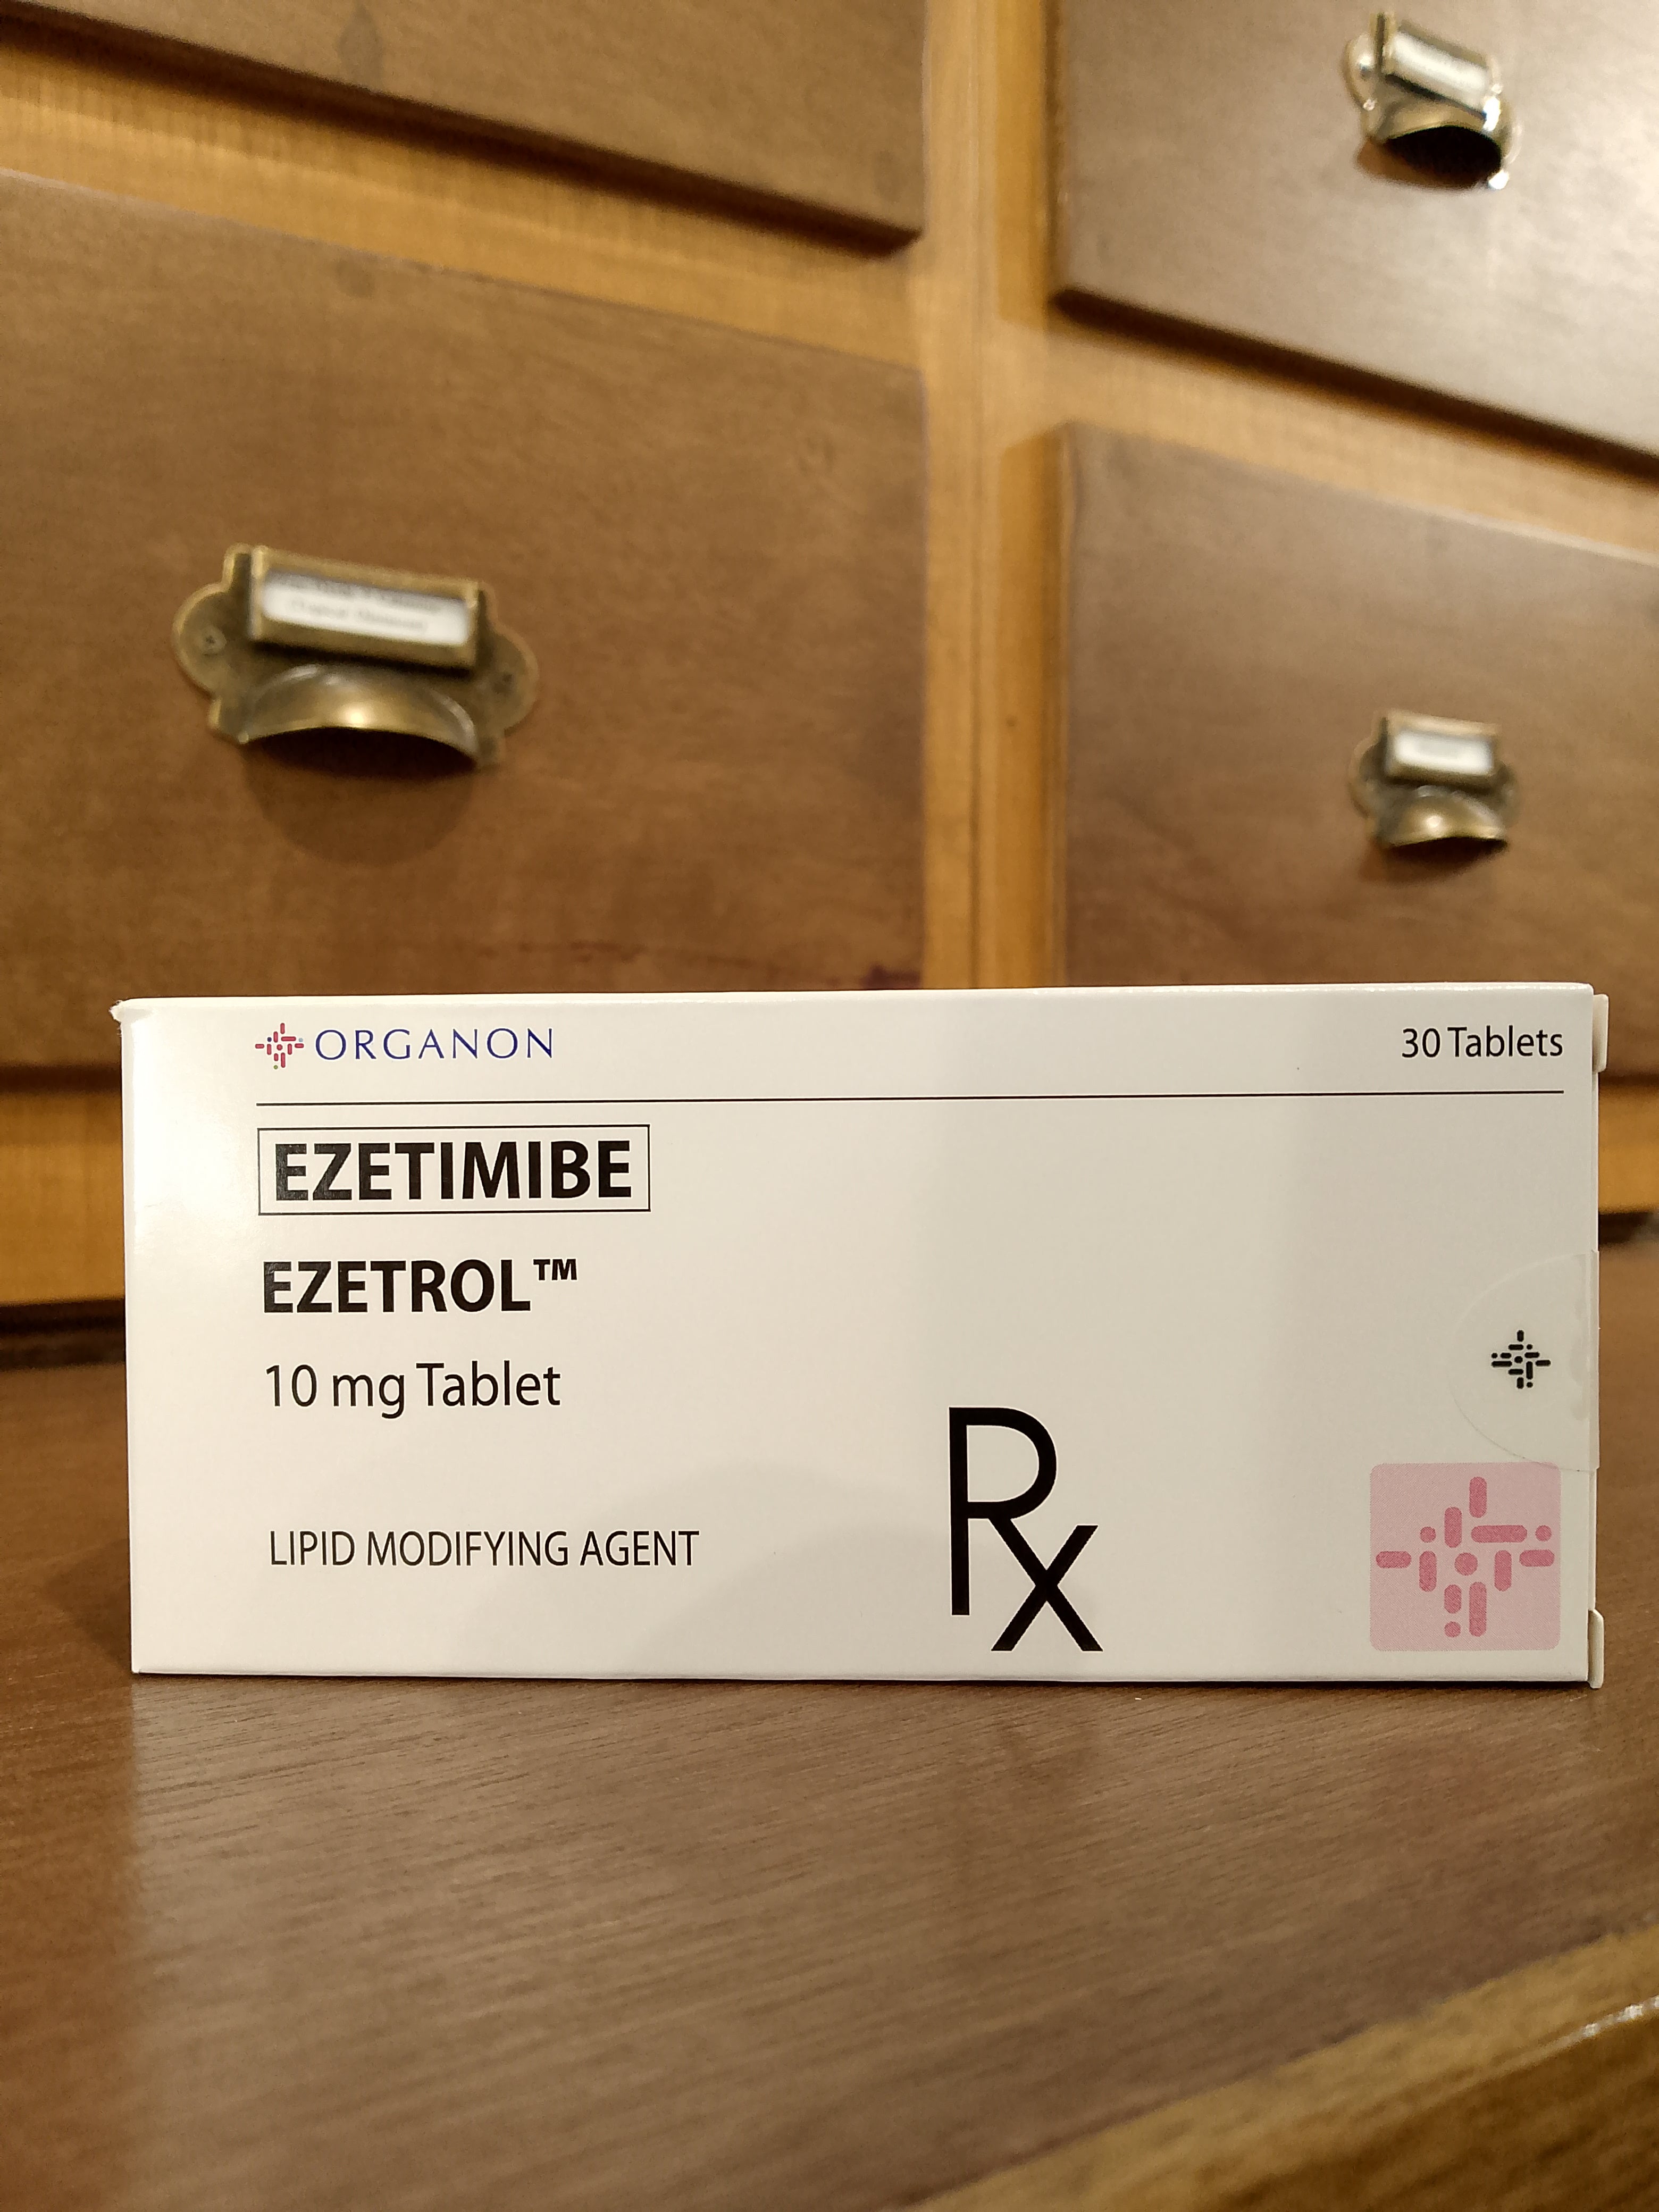 ORGANON
30 Tablets
EZETIMIBE
EZETROL™
10 mg Tablet
LIPID MODIFYING AGENT
Rx